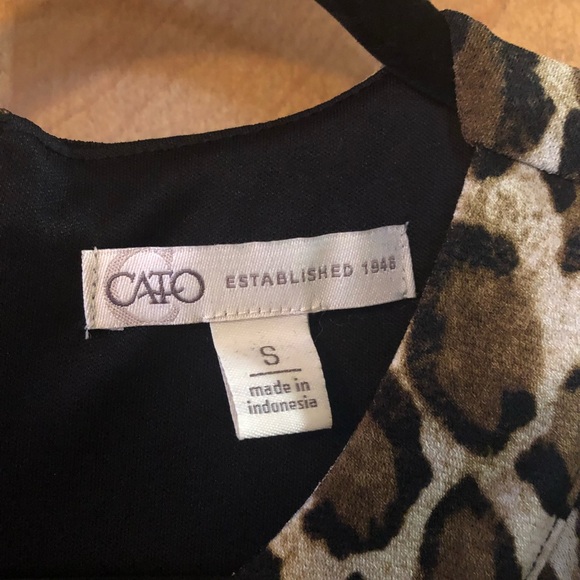 CATO ESTABLISHED 1946
S
made in
indonesia